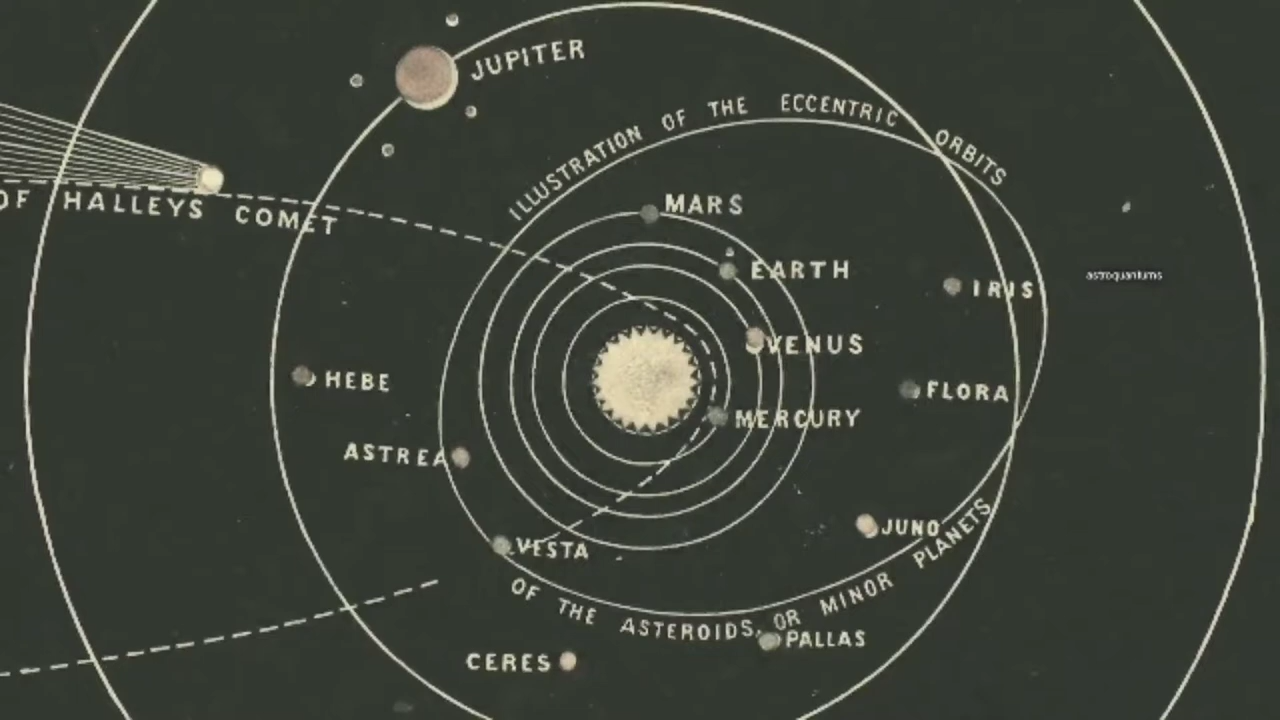 JUPITER
ILLUSTRATION OF THE ECCENTRIC ORBITS
OF HALLEYS COMET
MARS
EARTH
astroquantums
IRIS
VENUS
HEBE
FLORA
MERCURY
ASTREA
JUNO
VESTA
OF THE ASTEROIDS, OR MINOR PLANETS
PALLAS
CERES